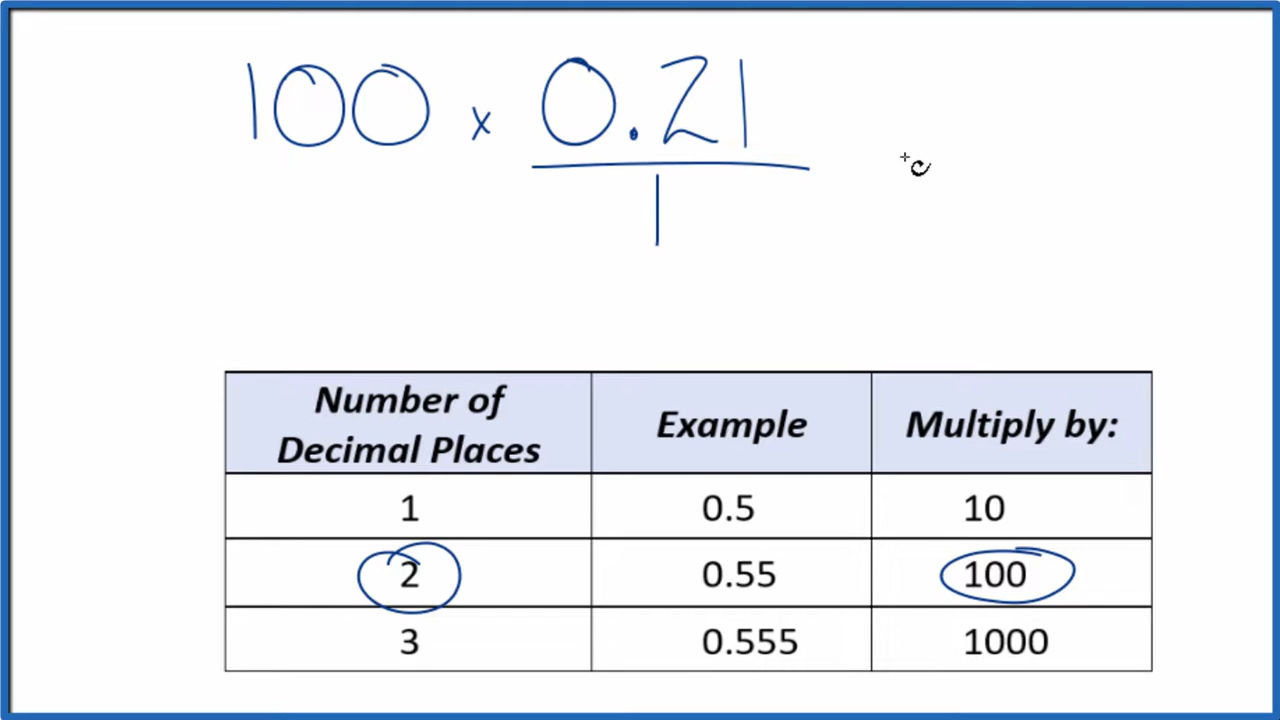 100 x 0.21
1
Number of Decimal Places Example Multiply by:
1 0.5 10
2 0.55 100
3 0.555 1000